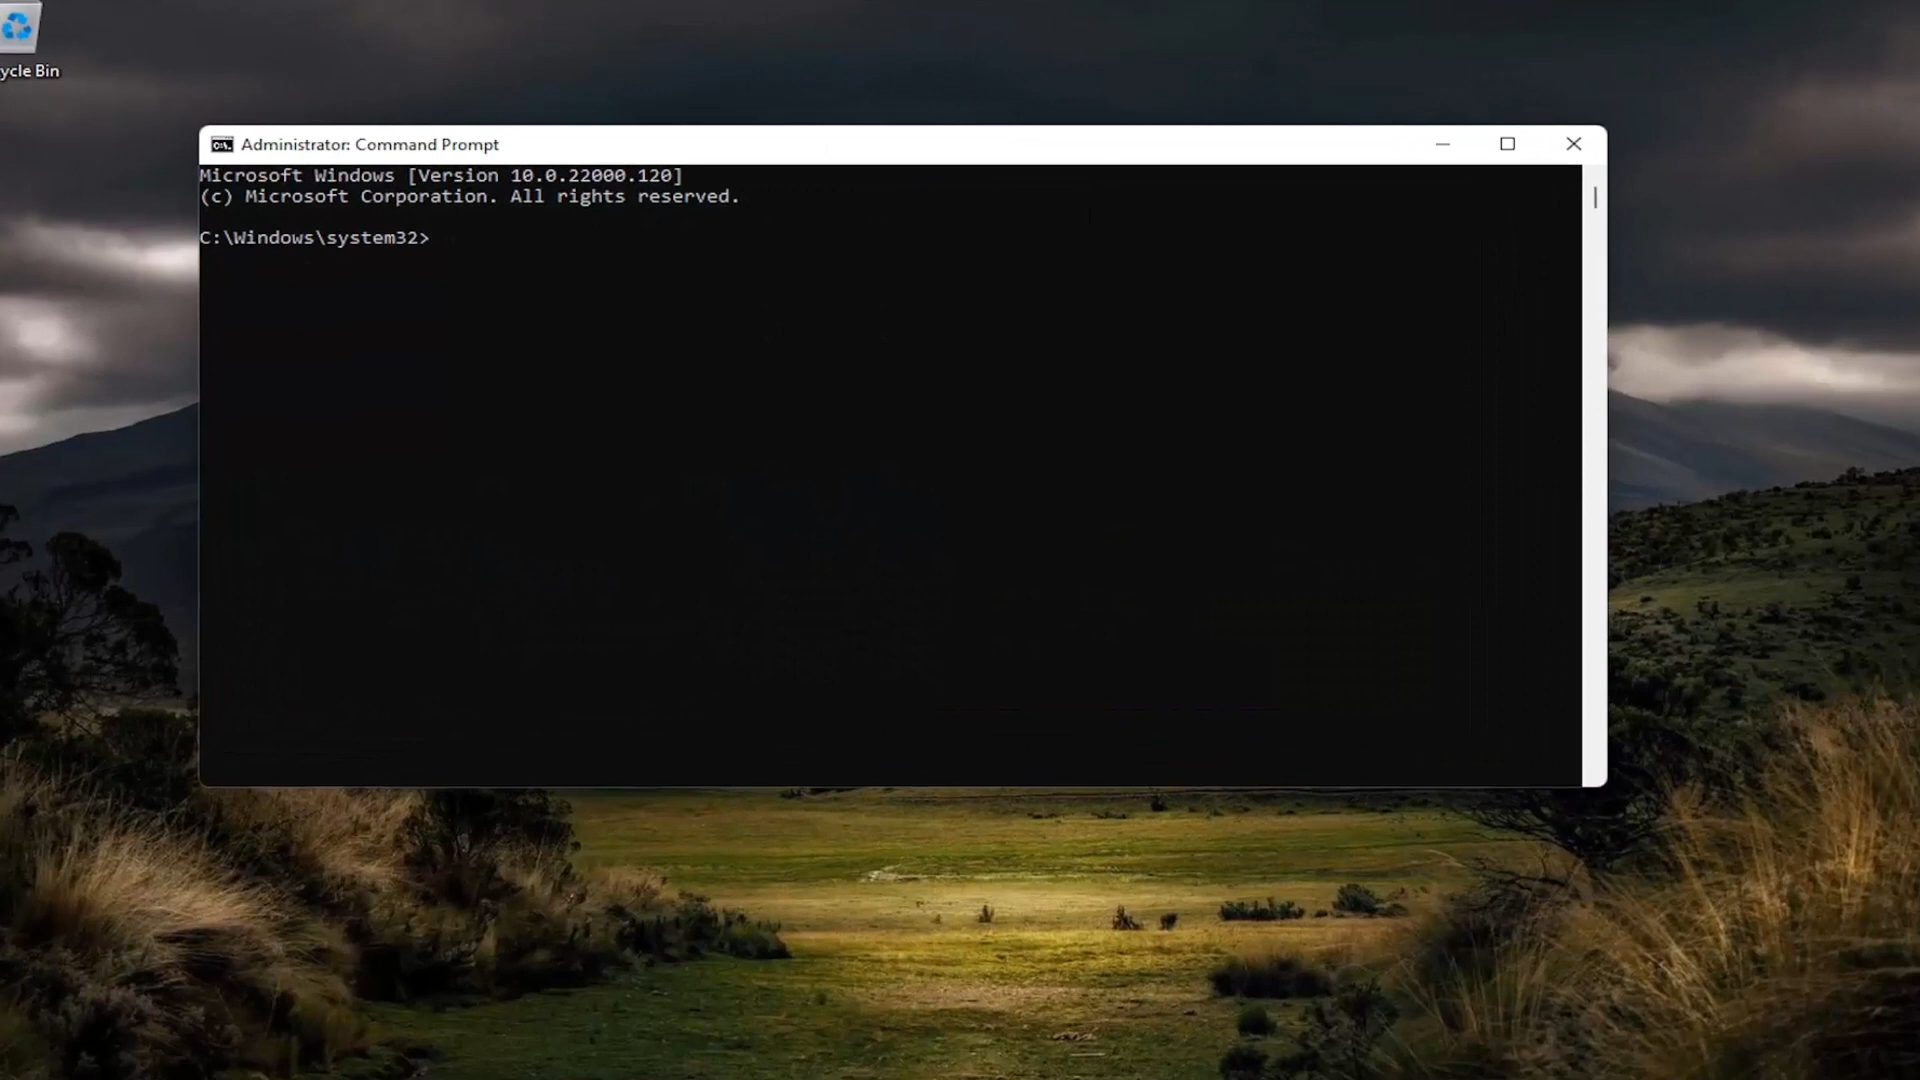 ycle Bin
Administrator: Command Prompt
Microsoft Windows [Version 10.0.22000.120]
(c) Microsoft Corporation. All rights reserved.
C:\Windows\system32>